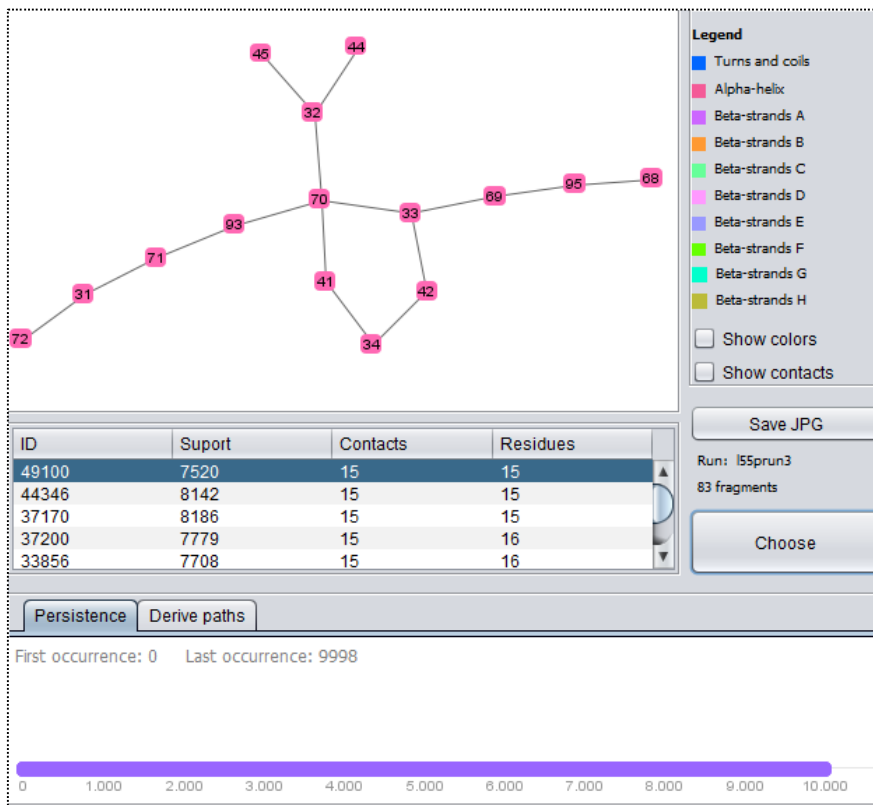 45 44
32
70
33
69
95
68
93
71
31
72
41
42
34
Legend
Turns and coils
Alpha-helix
Beta-strands A
Beta-strands B
Beta-strands C
Beta-strands D
Beta-strands E
Beta-strands F
Beta-strands G
Beta-strands H
Show colors
Show contacts
Save JPG
Run: l55prun3
83 fragments
Choose
ID Suport Contacts Residues
49100 7520 15 15
44346 8142 15 15
37170 8186 15 15
37200 7779 15 16
33856 7708 15 16
Persistence Derive paths
First occurrence: 0 Last occurrence: 9998
0 1.000 2.000 3.000 4.000 5.000 6.000 7.000 8.000 9.000 10.000